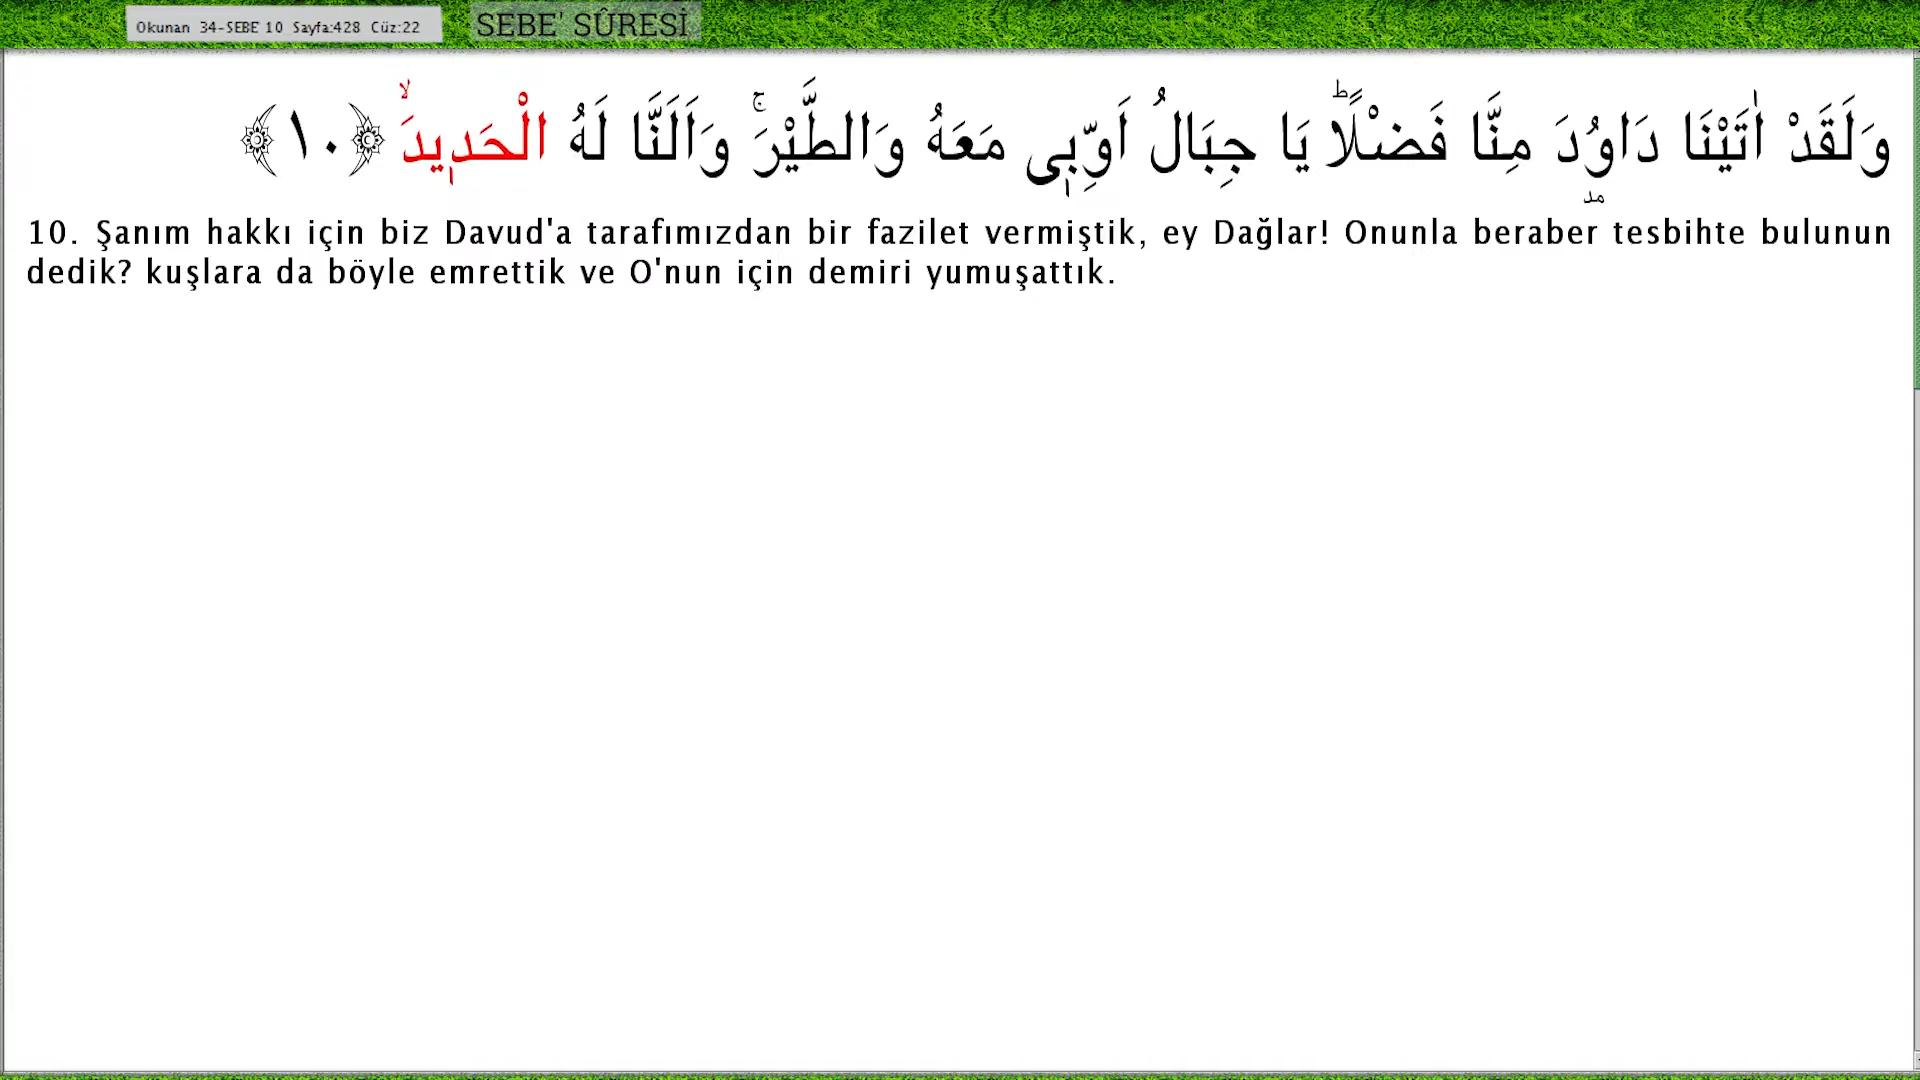 Okunan 34-SEBE' 10 Sayfa:428 Cüz:22
SEBE' SÛRESİ
وَلَقَدْ اٰتَيْنَا دَاوُ۫دَ مِنَّا فَضْلًاۜ يَا جِبَالُ اَوِّب۪ى مَعَهُ وَالطَّيْرَۚ وَاَلَنَّا لَهُ الْحَد۪يدَۙ ﴿١٠﴾
10. Şanım hakkı için biz Davud'a tarafımızdan bir fazilet vermiştik, ey Dağlar! Onunla beraber tesbihte bulunun
dedik? kuşlara da böyle emrettik ve O'nun için demiri yumuşattık.